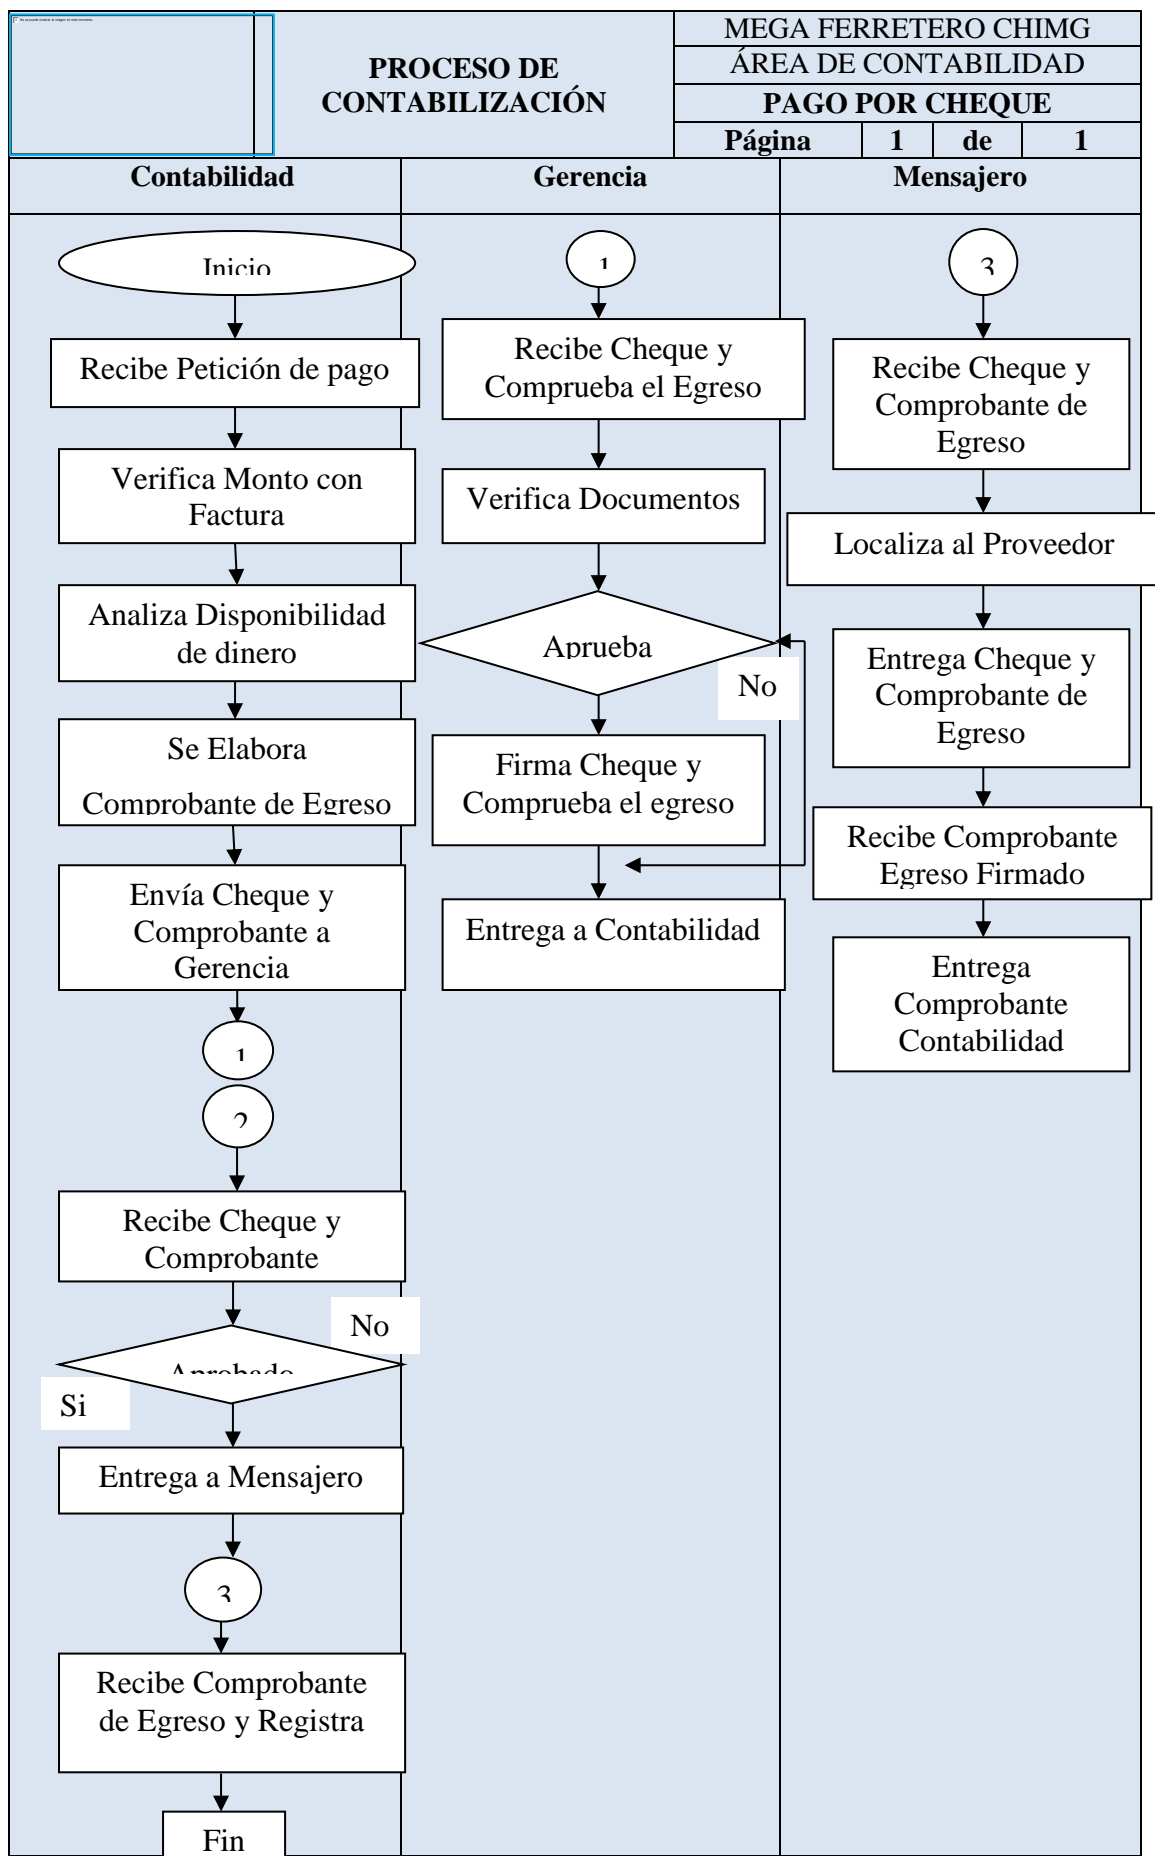 PROCESO DE
CONTABILIZACIÓN
MEGA FERRETERO CHIMG
ÁREA DE CONTABILIDAD
PAGO POR CHEQUE
Página 1 de 1
Contabilidad
Gerencia
Mensajero
Inicio
Recibe Petición de pago
Verifica Monto con
Factura
Analiza Disponibilidad
de dinero
Se Elabora
Comprobante de Egreso
Envía Cheque y
Comprobante a
Gerencia
1
2
Recibe Cheque y
Comprobante
Aprobado
No
Si
Entrega a Mensajero
3
Recibe Comprobante
de Egreso y Registra
Fin
1
Recibe Cheque y
Comprueba el Egreso
Verifica Documentos
Aprueba
No
Firma Cheque y
Comprueba el egreso
Entrega a Contabilidad
3
Recibe Cheque y
Comprobante de
Egreso
Localiza al Proveedor
Entrega Cheque y
Comprobante de
Egreso
Recibe Comprobante
Egreso Firmado
Entrega
Comprobante
Contabilidad